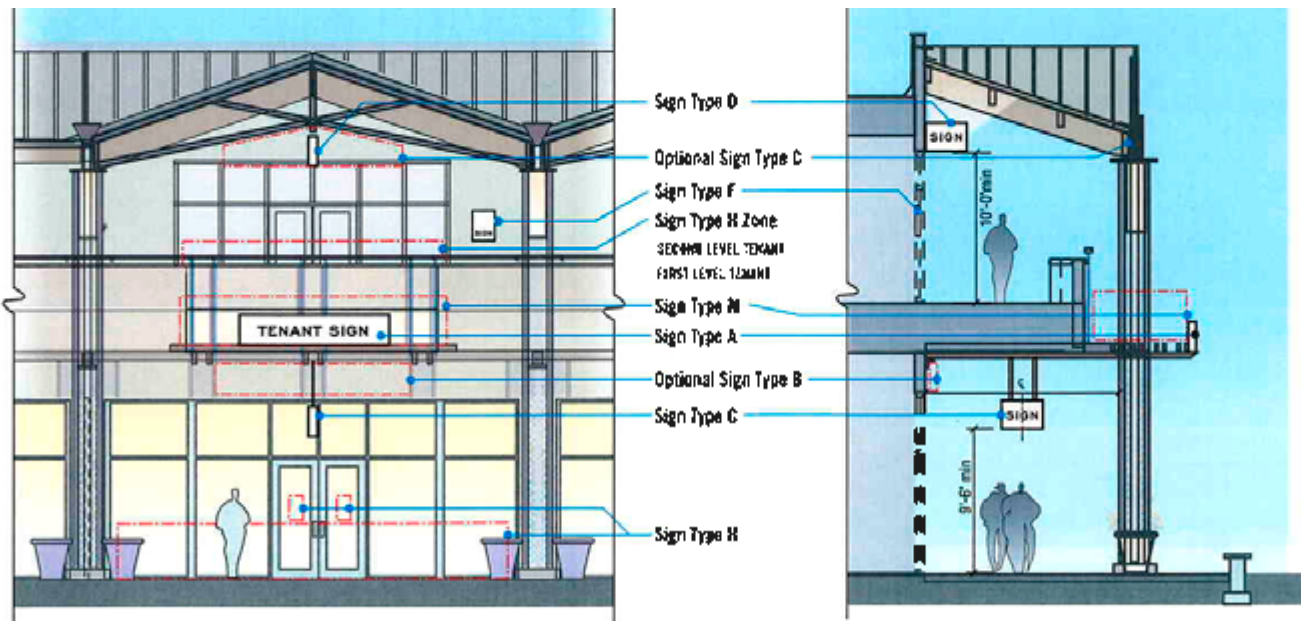 Sign Type D
SIGN
Optional Sign Type C
Sign Type F
SIGN
Sign Type H Zone
SECOND LEVEL TENANT
FIRST LEVEL TENANT
10'-0" min
Sign Type M
TENANT SIGN
Sign Type A
Optional Sign Type B
Sign Type G
SIGN
9'-6" min
Sign Type H